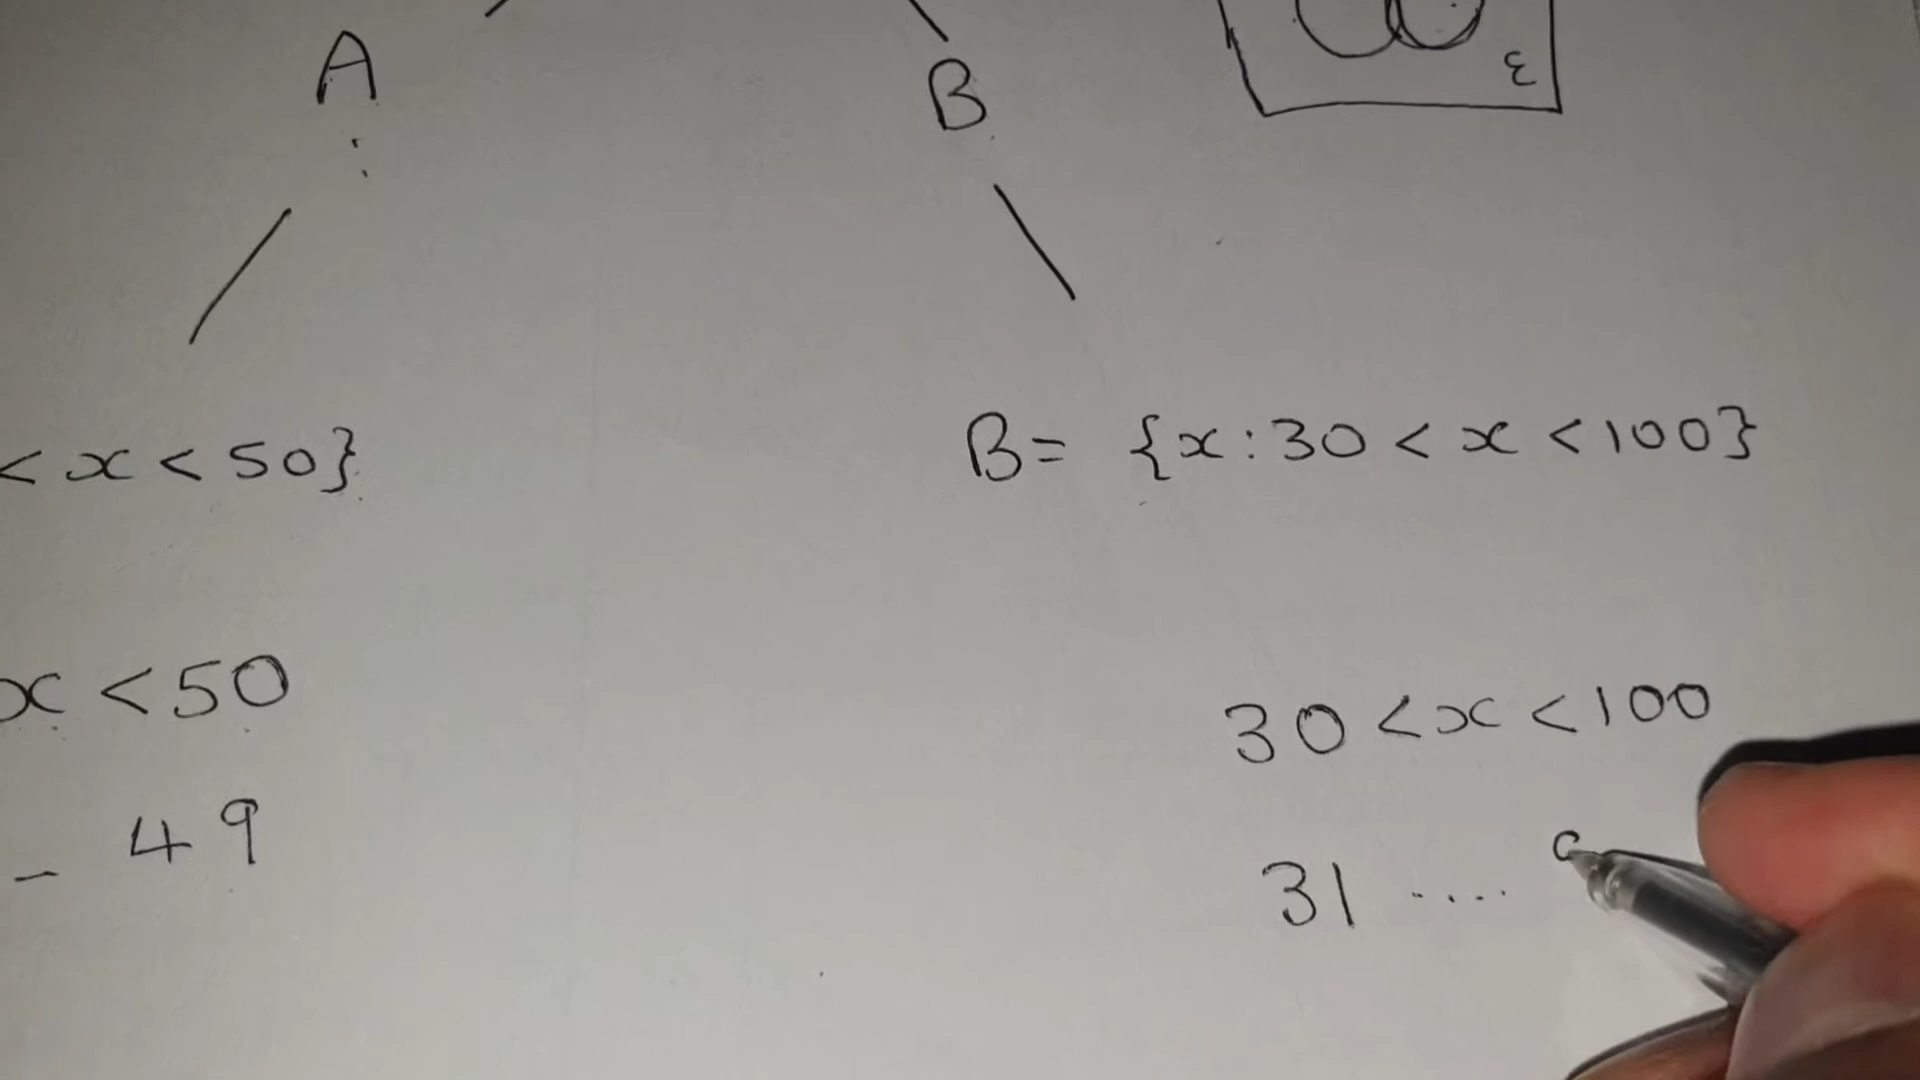 A
B
ε
< x < 50}
B = {x : 30 < x < 100}
x < 50
30 < x < 100
– 49
31 ....